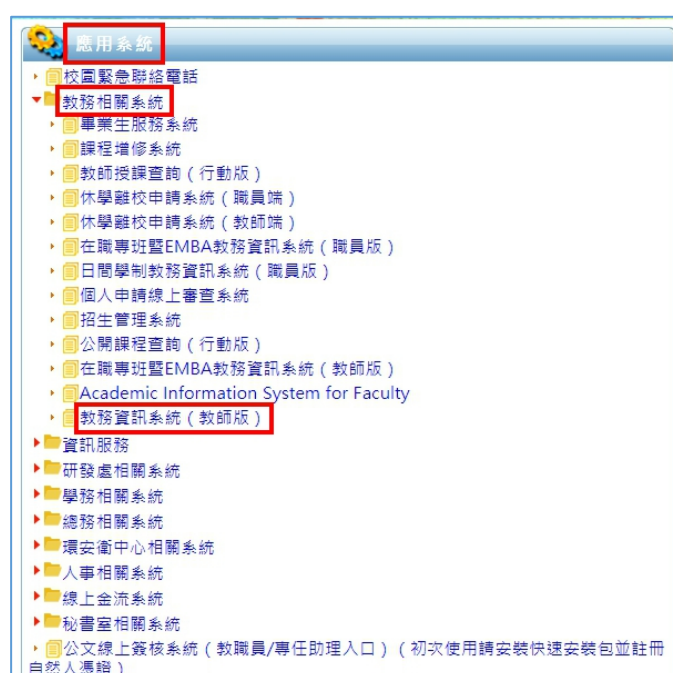 應用系統
校園緊急聯絡電話
教務相關系統
畢業生服務系統
課程增修系統
教師授課查詢(行動版)
休學離校申請系統(職員端)
休學離校申請系統(教師端)
在職專班暨EMBA教務資訊系統(職員版)
日間學制教務資訊系統(職員版)
個人申請線上審查系統
招生管理系統
公開課程查詢(行動版)
在職專班暨EMBA教務資訊系統(教師版)
Academic Information System for Faculty
教務資訊系統(教師版)
資訊服務
研發處相關系統
學務相關系統
總務相關系統
環安衛中心相關系統
人事相關系統
線上金流系統
秘書室相關系統
公文線上簽核系統(教職員/專任助理入口)(初次使用請安裝快速安裝包並註冊
自然人憑證)